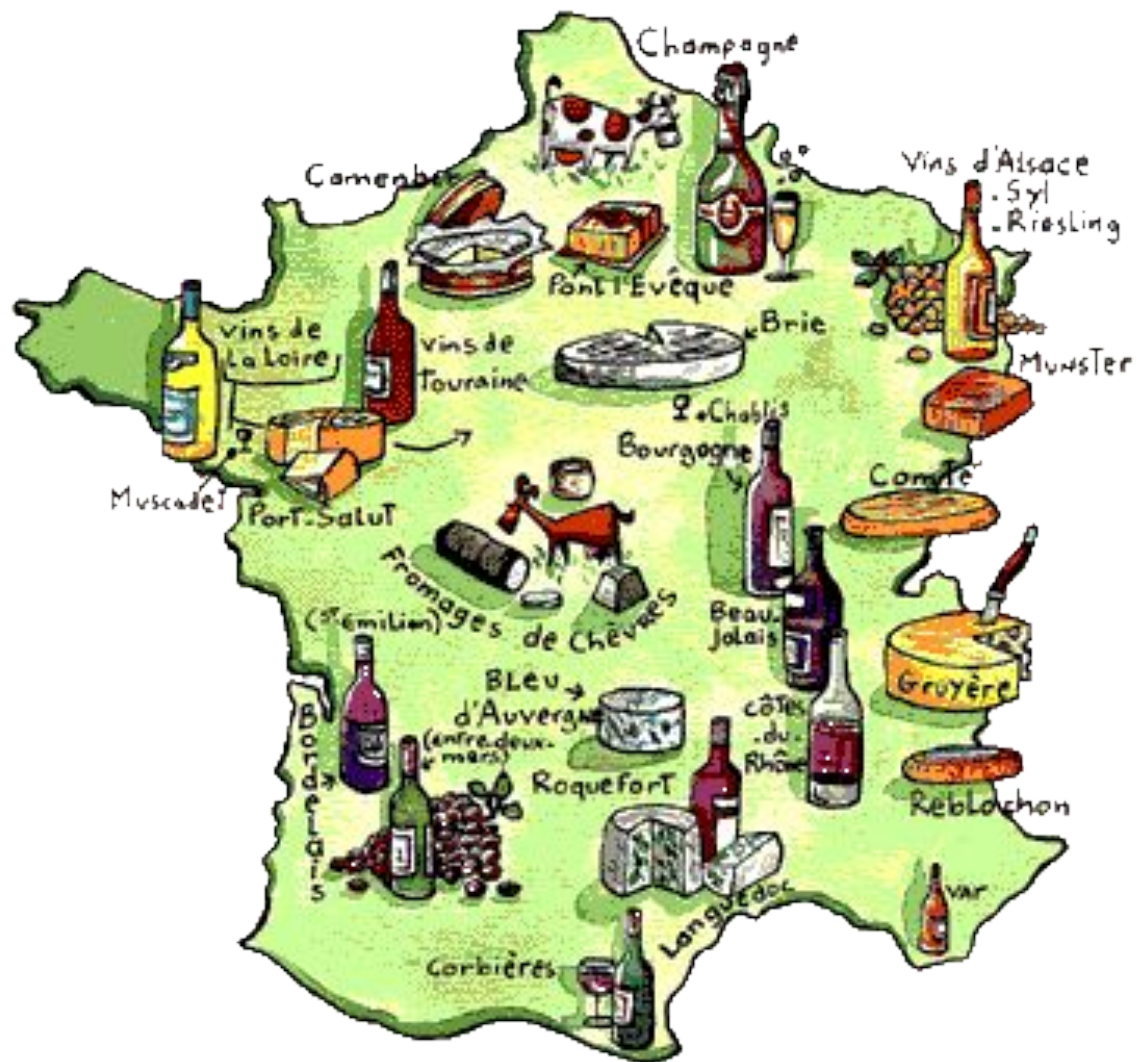 Champagne
Vins d'Alsace
. Syl
. Riesling
Pont l'Evêque
Brie
Munster
vins de
La Loire
vins de
touraine
. Chablis
Bourgogne
Comté
Muscadet
Port-Salut
Fromages de Chèvres
(St émilion)
Beau-
jolais
Gruyère
BLeu
d'Auvergne
(entre.deux-
mers)
Bordelais
côtes
.du.
Rhône
Roquefort
Reblochon
var
Languedoc
Corbières